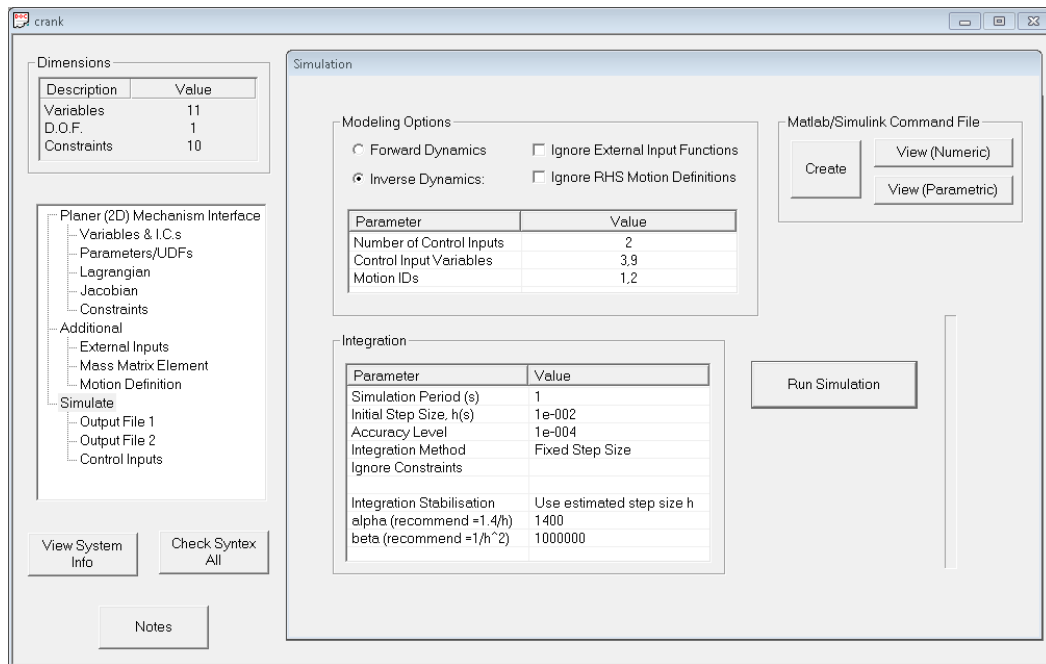 crank
Dimensions
Description Value
Variables 11
D.O.F. 1
Constraints 10
Planer (2D) Mechanism Interface
Variables & I.C.s
Parameters/UDFs
Lagrangian
Jacobian
Constraints
Additional
External Inputs
Mass Matrix Element
Motion Definition
Simulate
Output File 1
Output File 2
Control Inputs
View System
Info
Check Syntex
All
Notes
Simulation
Modeling Options
Forward Dynamics
Ignore External Input Functions
Inverse Dynamics:
Ignore RHS Motion Definitions
Parameter Value
Number of Control Inputs 2
Control Input Variables 3,9
Motion IDs 1,2
Matlab/Simulink Command File
Create
View (Numeric)
View (Parametric)
Integration
Parameter Value
Simulation Period (s) 1
Initial Step Size, h(s) 1e-002
Accuracy Level 1e-004
Integration Method Fixed Step Size
Ignore Constraints
Integration Stabilisation Use estimated step size h
alpha (recommend =1.4/h) 1400
beta (recommend =1/h^2) 1000000
Run Simulation